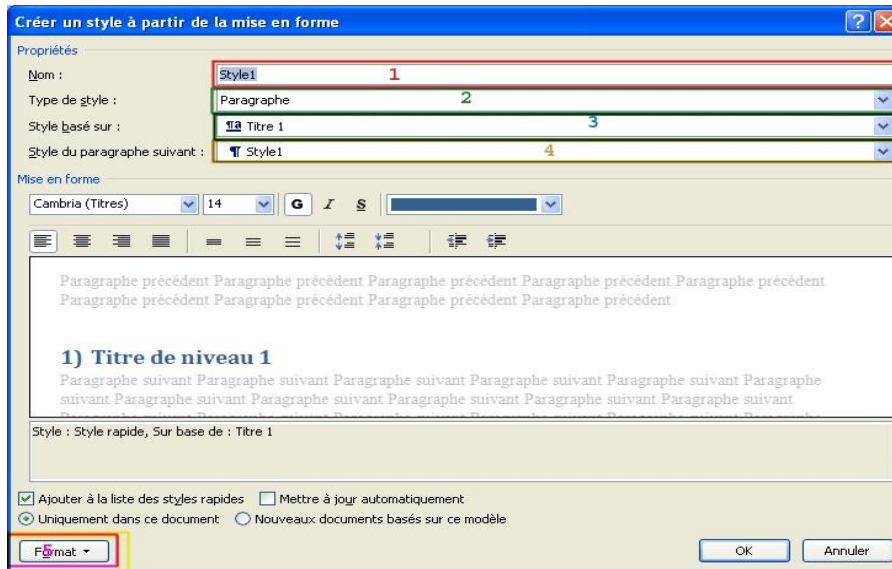 Créer un style à partir de la mise en forme
Propriétés
Nom : Style1 1
Type de style : Paragraphe 2
Style basé sur : ¶a Titre 1 3
Style du paragraphe suivant : ¶ Style1 4
Mise en forme
Cambria (Titres) 14 G I S
Paragraphe précédent Paragraphe précédent Paragraphe précédent Paragraphe précédent Paragraphe précédent
Paragraphe précédent Paragraphe précédent Paragraphe précédent Paragraphe précédent
1) Titre de niveau 1
Paragraphe suivant Paragraphe suivant Paragraphe suivant Paragraphe suivant Paragraphe suivant Paragraphe
suivant Paragraphe suivant Paragraphe suivant Paragraphe suivant Paragraphe suivant Paragraphe suivant
Style : Style rapide, Sur base de : Titre 1
Ajouter à la liste des styles rapides Mettre à jour automatiquement
Uniquement dans ce document Nouveaux documents basés sur ce modèle
Format 5 OK Annuler